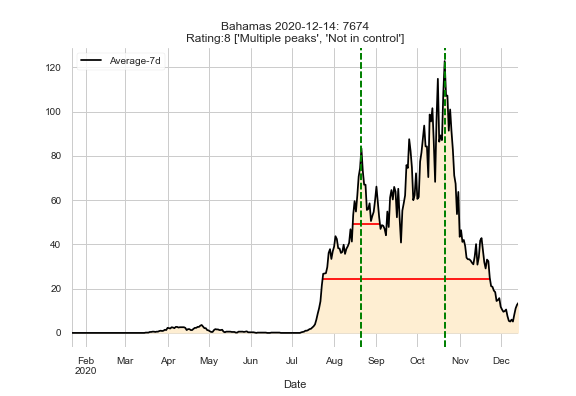 Bahamas 2020-12-14: 7674
Rating:8 ['Multiple peaks', 'Not in control']
Average-7d
120
100
80
60
40
20
0
Feb Mar Apr May Jun Jul Aug Sep Oct Nov Dec
2020
Date